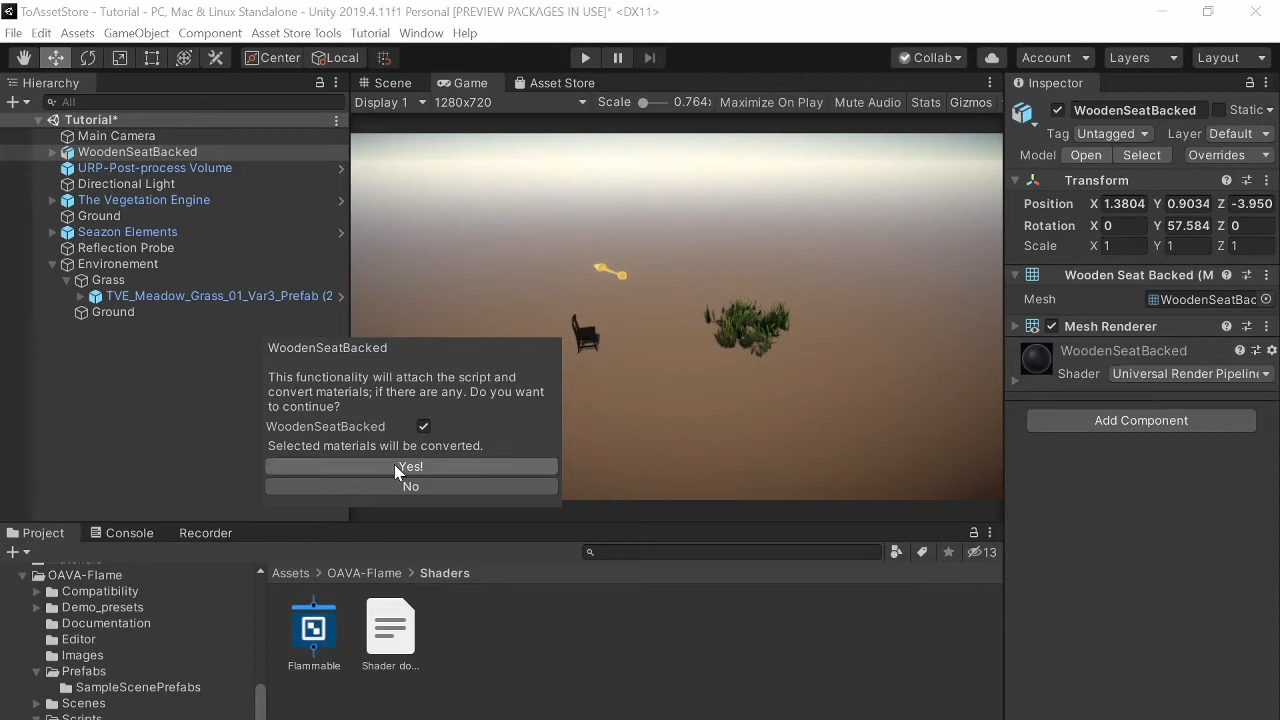 ToAssetStore - Tutorial - PC, Mac & Linux Standalone - Unity 2019.4.11f1 Personal [PREVIEW PACKAGES IN USE]* <DX11>
File Edit Assets GameObject Component Asset Store Tools Tutorial Window Help
Center Local Collab Account Layers Layout
Hierarchy Scene Game Asset Store Inspector
All Display 1 1280x720 Scale 0.764x Maximize On Play Mute Audio Stats Gizmos
WoodenSeatBacked Static
Tutorial*
Tag Untagged Layer Default
Main Camera
WoodenSeatBacked
Model Open Select Overrides
URP-Post-process Volume
Directional Light
Transform
The Vegetation Engine
Position X 1.3804 Y 0.9034 Z -3.950
Ground
Rotation X 0 Y 57.584 Z 0
Seazon Elements
Scale X 1 Y 1 Z 1
Reflection Probe
Environement
Wooden Seat Backed (M
Grass
TVE_Meadow_Grass_01_Var3_Prefab (2
Mesh WoodenSeatBac
Ground
Mesh Renderer
WoodenSeatBacked
WoodenSeatBacked
Shader Universal Render Pipeline
This functionality will attach the script and
convert materials; if there are any. Do you want
to continue?
Add Component
WoodenSeatBacked
Selected materials will be converted.
Yes!
No
Project Console Recorder
13
Assets > OAVA-Flame > Shaders
OAVA-Flame
Compatibility
Demo_presets
Documentation
Editor
Images
Prefabs
SampleScenePrefabs
Scenes
Scripts
Flammable Shader do...